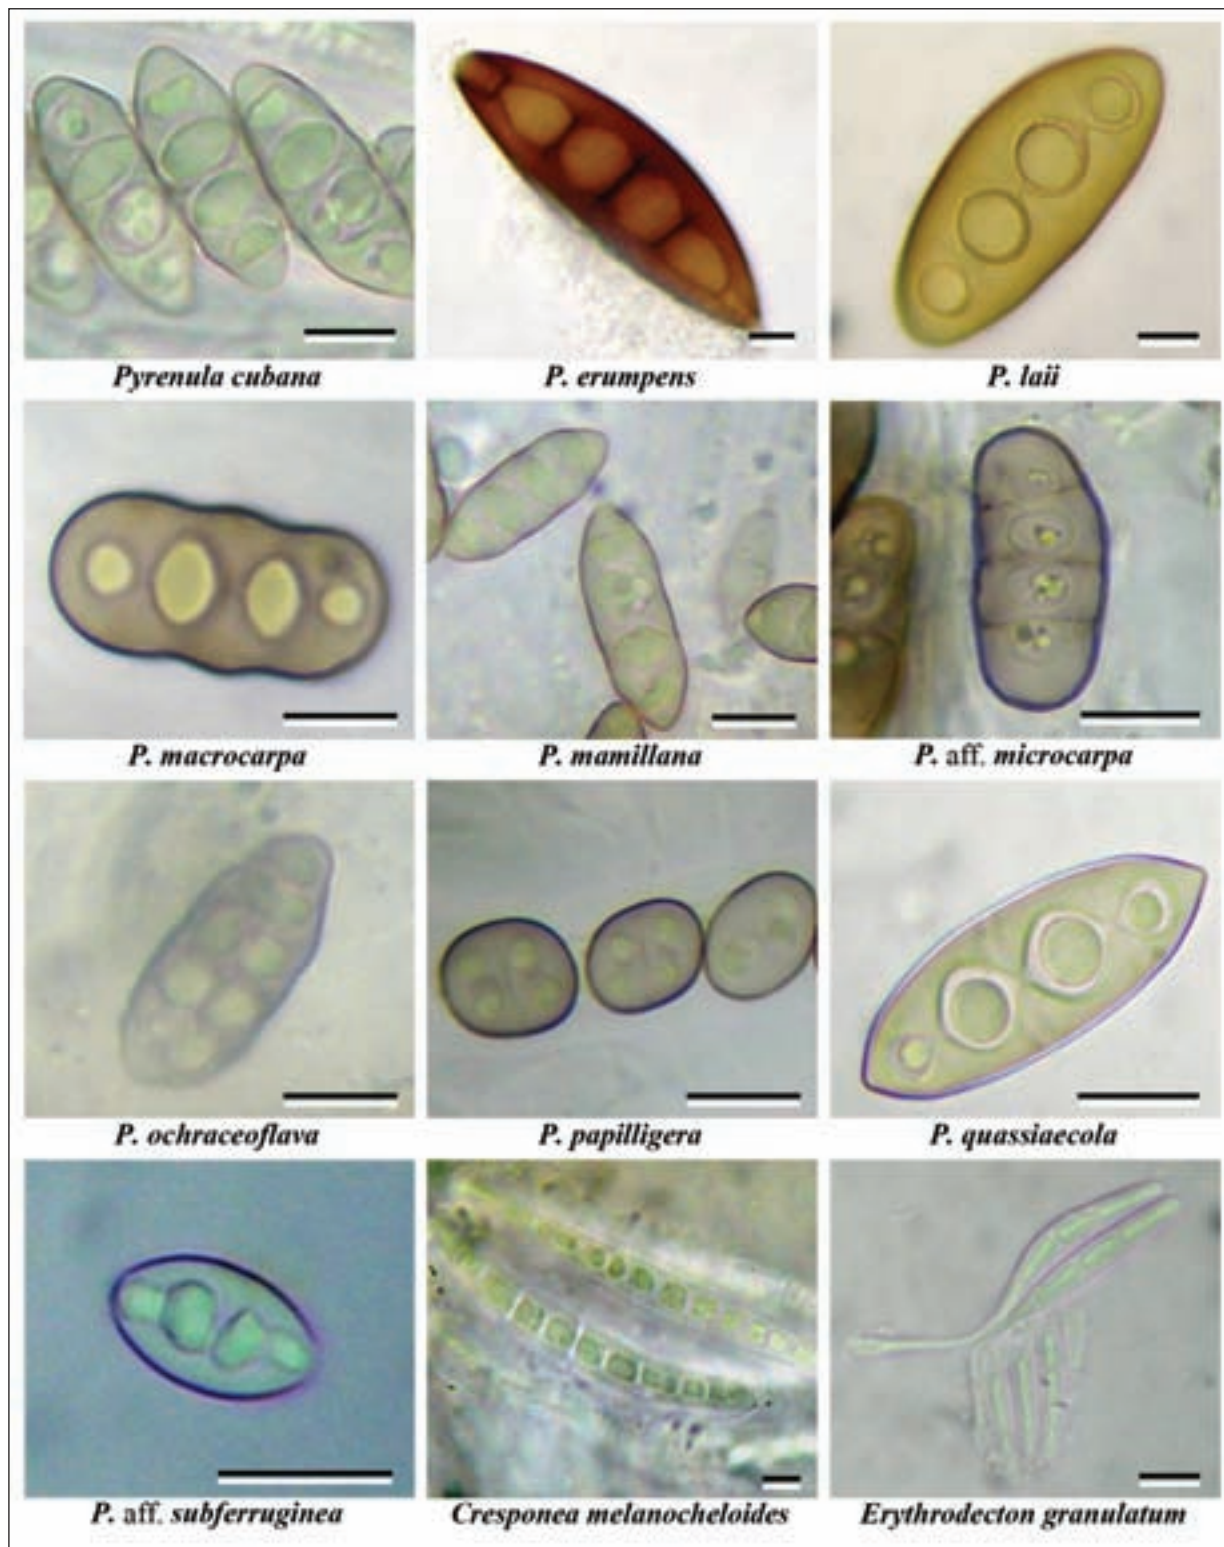 Pyrenula cubana
P. erumpens
P. laii
P. macrocarpa
P. mamillana
P. aff. microcarpa
P. ochraceoflava
P. papilligera
P. quassiaecola
P. aff. subferruginea
Cresponea melanocheloides
Erythrodecton granulatum